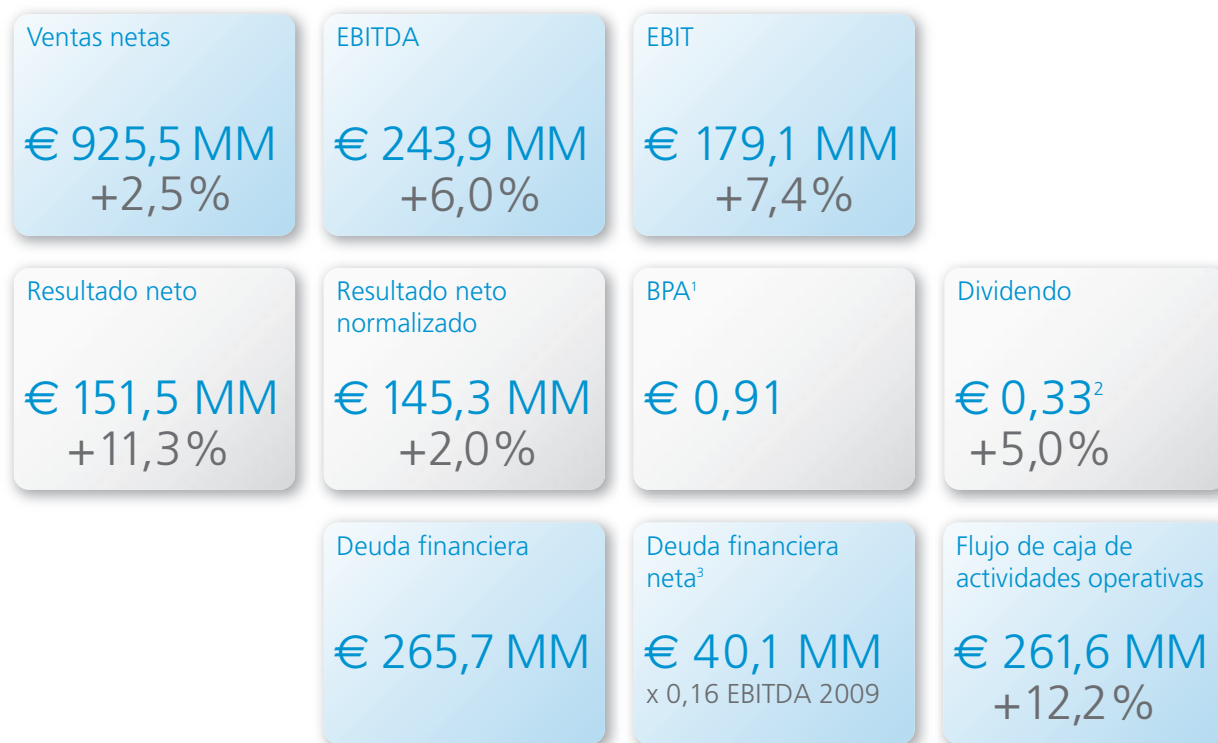 Ventas netas
€ 925,5 MM
+2,5%
EBITDA
€ 243,9 MM
+6,0%
EBIT
€ 179,1 MM
+7,4%
Resultado neto
€ 151,5 MM
+11,3%
Resultado neto
normalizado
€ 145,3 MM
+2,0%
BPA¹
€ 0,91
Dividendo
€ 0,33²
+5,0%
Deuda financiera
€ 265,7 MM
Deuda financiera
neta³
€ 40,1 MM
x 0,16 EBITDA 2009
Flujo de caja de
actividades operativas
€ 261,6 MM
+12,2%